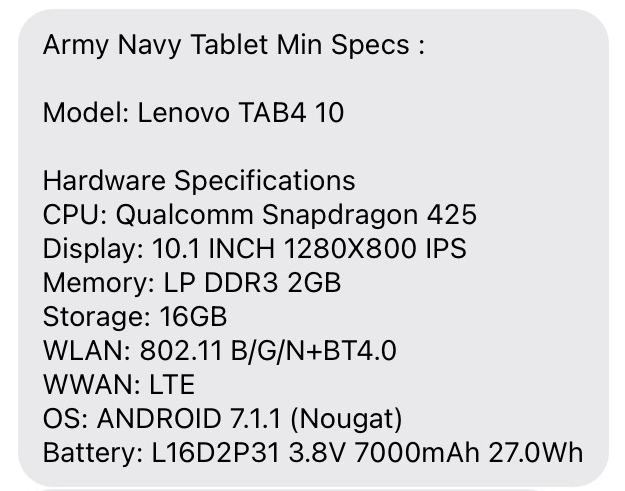 Army Navy Tablet Min Specs :
Model: Lenovo TAB4 10
Hardware Specifications
CPU: Qualcomm Snapdragon 425
Display: 10.1 INCH 1280X800 IPS
Memory: LP DDR3 2GB
Storage: 16GB
WLAN: 802.11 B/G/N+BT4.0
WWAN: LTE
OS: ANDROID 7.1.1 (Nougat)
Battery: L16D2P31 3.8V 7000mAh 27.0Wh